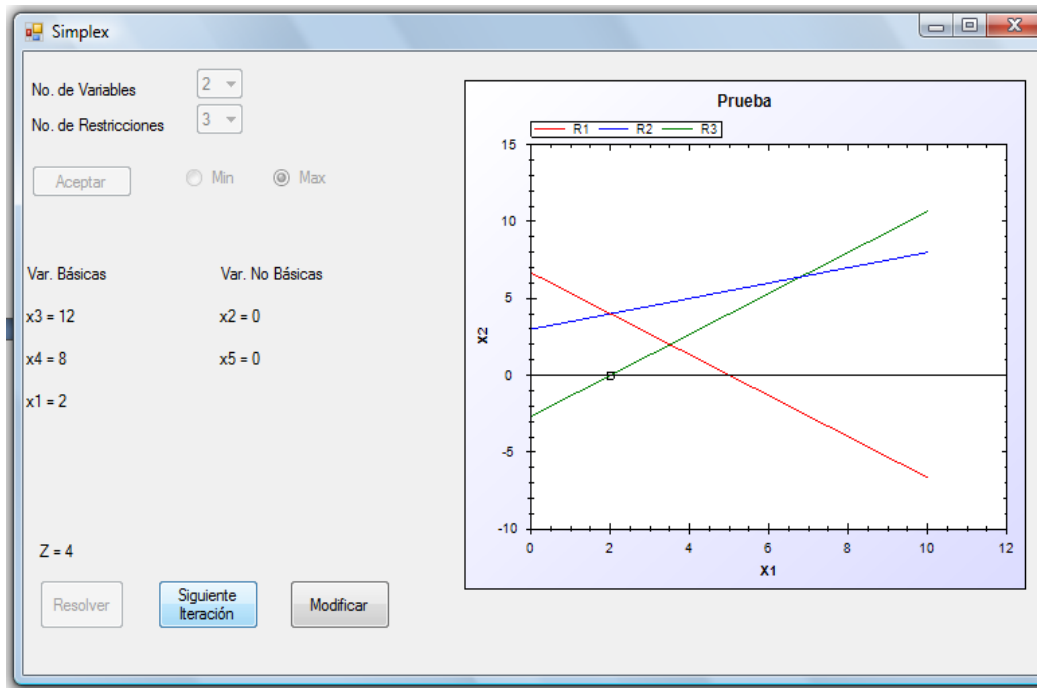 Simplex
No. de Variables
2
No. de Restricciones
3
Aceptar
Min
Max
Var. Básicas
Var. No Básicas
x3 = 12
x2 = 0
x4 = 8
x5 = 0
x1 = 2
Z = 4
Resolver
Siguiente
Iteración
Modificar
Prueba
R1 R2 R3
15
10
5
0
-5
-10
X2
0 2 4 6 8 10 12
X1